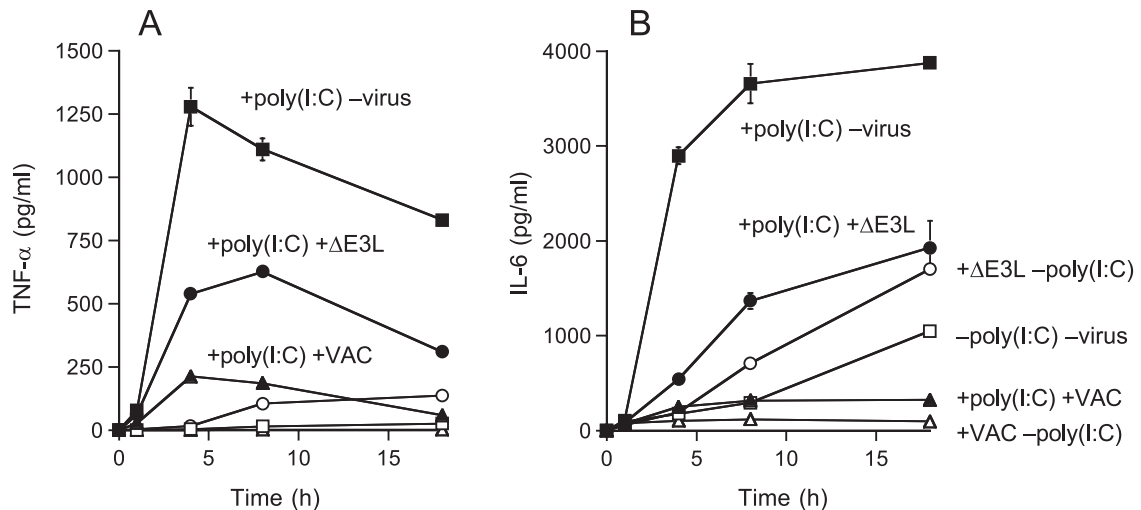 A
1500
1250
1000
750
500
250
0
TNF-α (pg/ml)
+poly(I:C) –virus
+poly(I:C) +ΔE3L
+poly(I:C) +VAC
0 5 10 15
Time (h)
B
4000
3000
2000
1000
0
IL-6 (pg/ml)
+poly(I:C) –virus
+poly(I:C) +ΔE3L
+ΔE3L –poly(I:C)
–poly(I:C) –virus
+poly(I:C) +VAC
+VAC –poly(I:C)
0 5 10 15
Time (h)